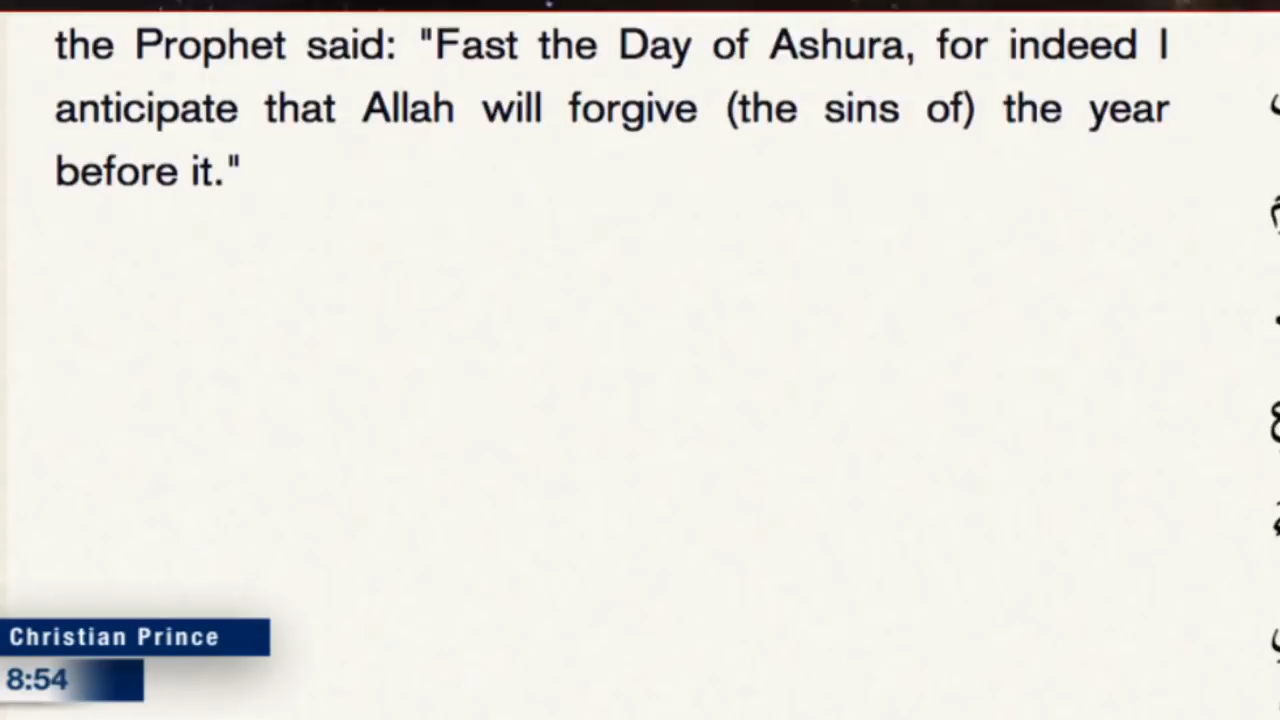 the Prophet said: "Fast the Day of Ashura, for indeed I
anticipate that Allah will forgive (the sins of) the year
before it."
Christian Prince
8:54